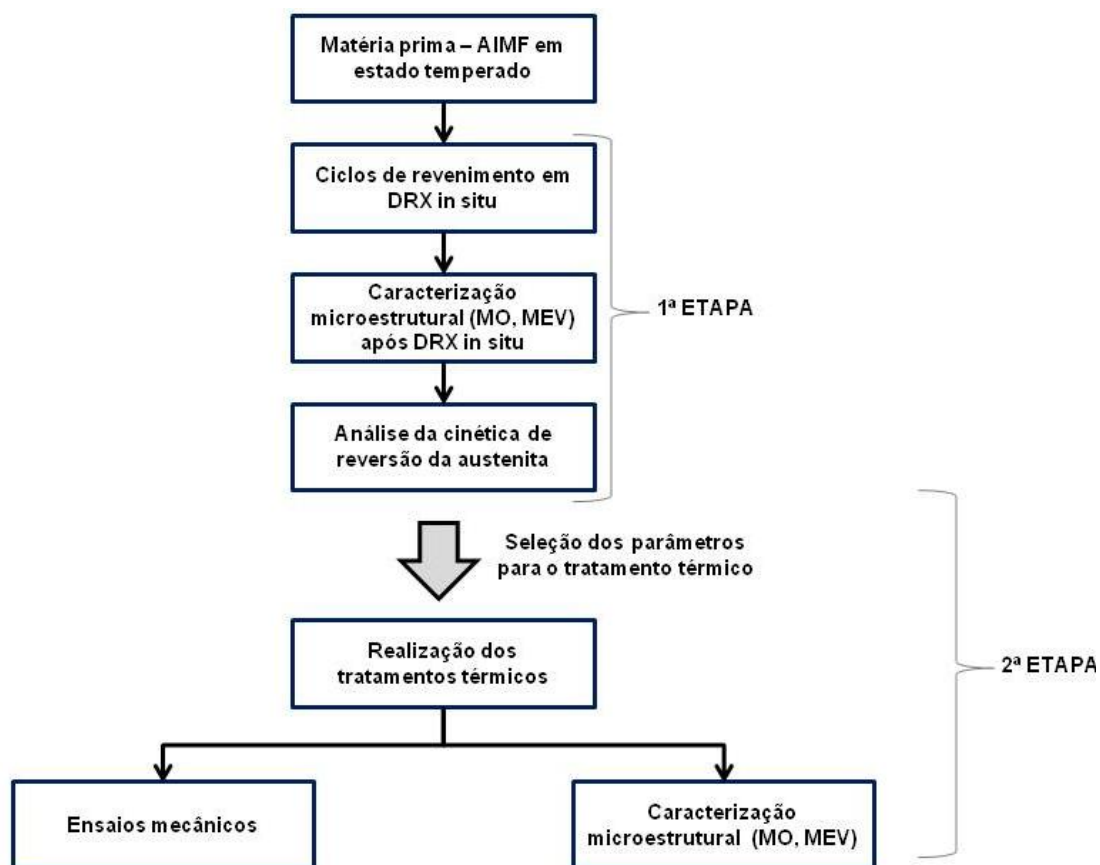 Matéria prima – AIMF em
estado temperado
Ciclos de revenimento em
DRX in situ
Caracterização
microestrutural (MO, MEV)
após DRX in situ
1ª ETAPA
Análise da cinética de
reversão da austenita
Seleção dos parâmetros
para o tratamento térmico
Realização dos
tratamentos térmicos
2ª ETAPA
Ensaios mecânicos
Caracterização
microestrutural (MO, MEV)